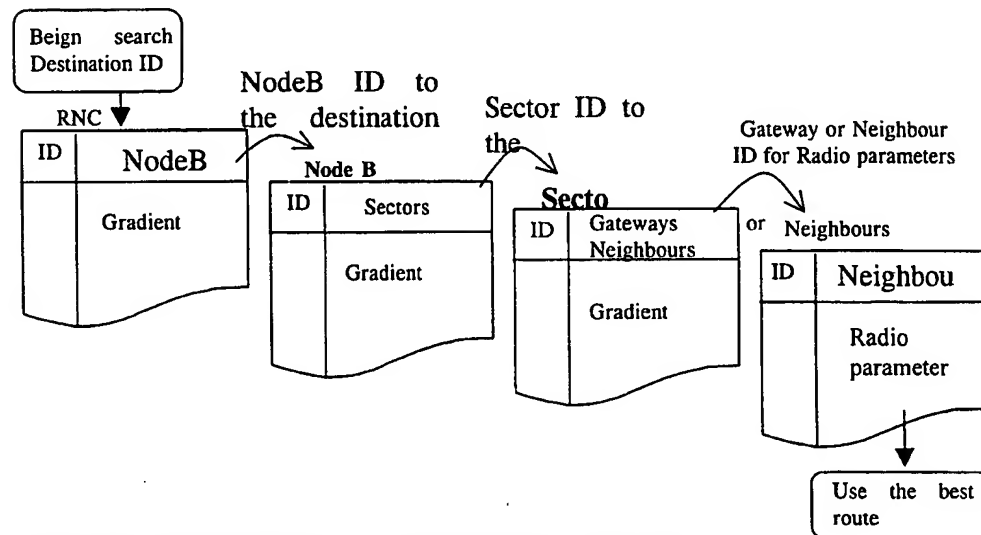 Beign search
Destination ID
NodeB ID to
the destination
Sector ID to
the
Gateway or Neighbour
ID for Radio parameters
RNC
ID
NodeB
Gradient
Node B
ID
Sectors
Gradient
Secto
ID
Gateways
Neighbours
or
Gradient
Neighbours
ID
Neighbou
Radio
parameter
Use the best
route